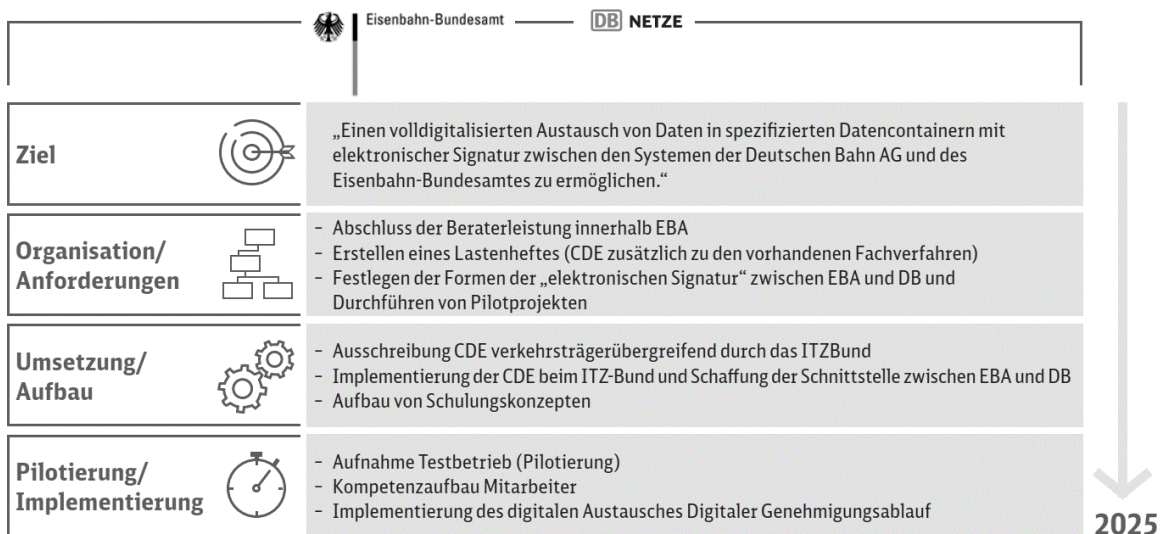 Eisenbahn-Bundesamt
DB NETZE
Ziel
„Einen volldigitalisierten Austausch von Daten in spezifizierten Datencontainern mit
elektronischer Signatur zwischen den Systemen der Deutschen Bahn AG und des
Eisenbahn-Bundesamtes zu ermöglichen.“
Organisation/
Anforderungen
– Abschluss der Beraterleistung innerhalb EBA
– Erstellen eines Lastenheftes (CDE zusätzlich zu den vorhandenen Fachverfahren)
– Festlegen der Formen der „elektronischen Signatur“ zwischen EBA und DB und
Durchführen von Pilotprojekten
Umsetzung/
Aufbau
– Ausschreibung CDE verkehrsträgerübergreifend durch das ITZBund
– Implementierung der CDE beim ITZ-Bund und Schaffung der Schnittstelle zwischen EBA und DB
– Aufbau von Schulungskonzepten
Pilotierung/
Implementierung
– Aufnahme Testbetrieb (Pilotierung)
– Kompetenzaufbau Mitarbeiter
– Implementierung des digitalen Austausches Digitaler Genehmigungsablauf
2025